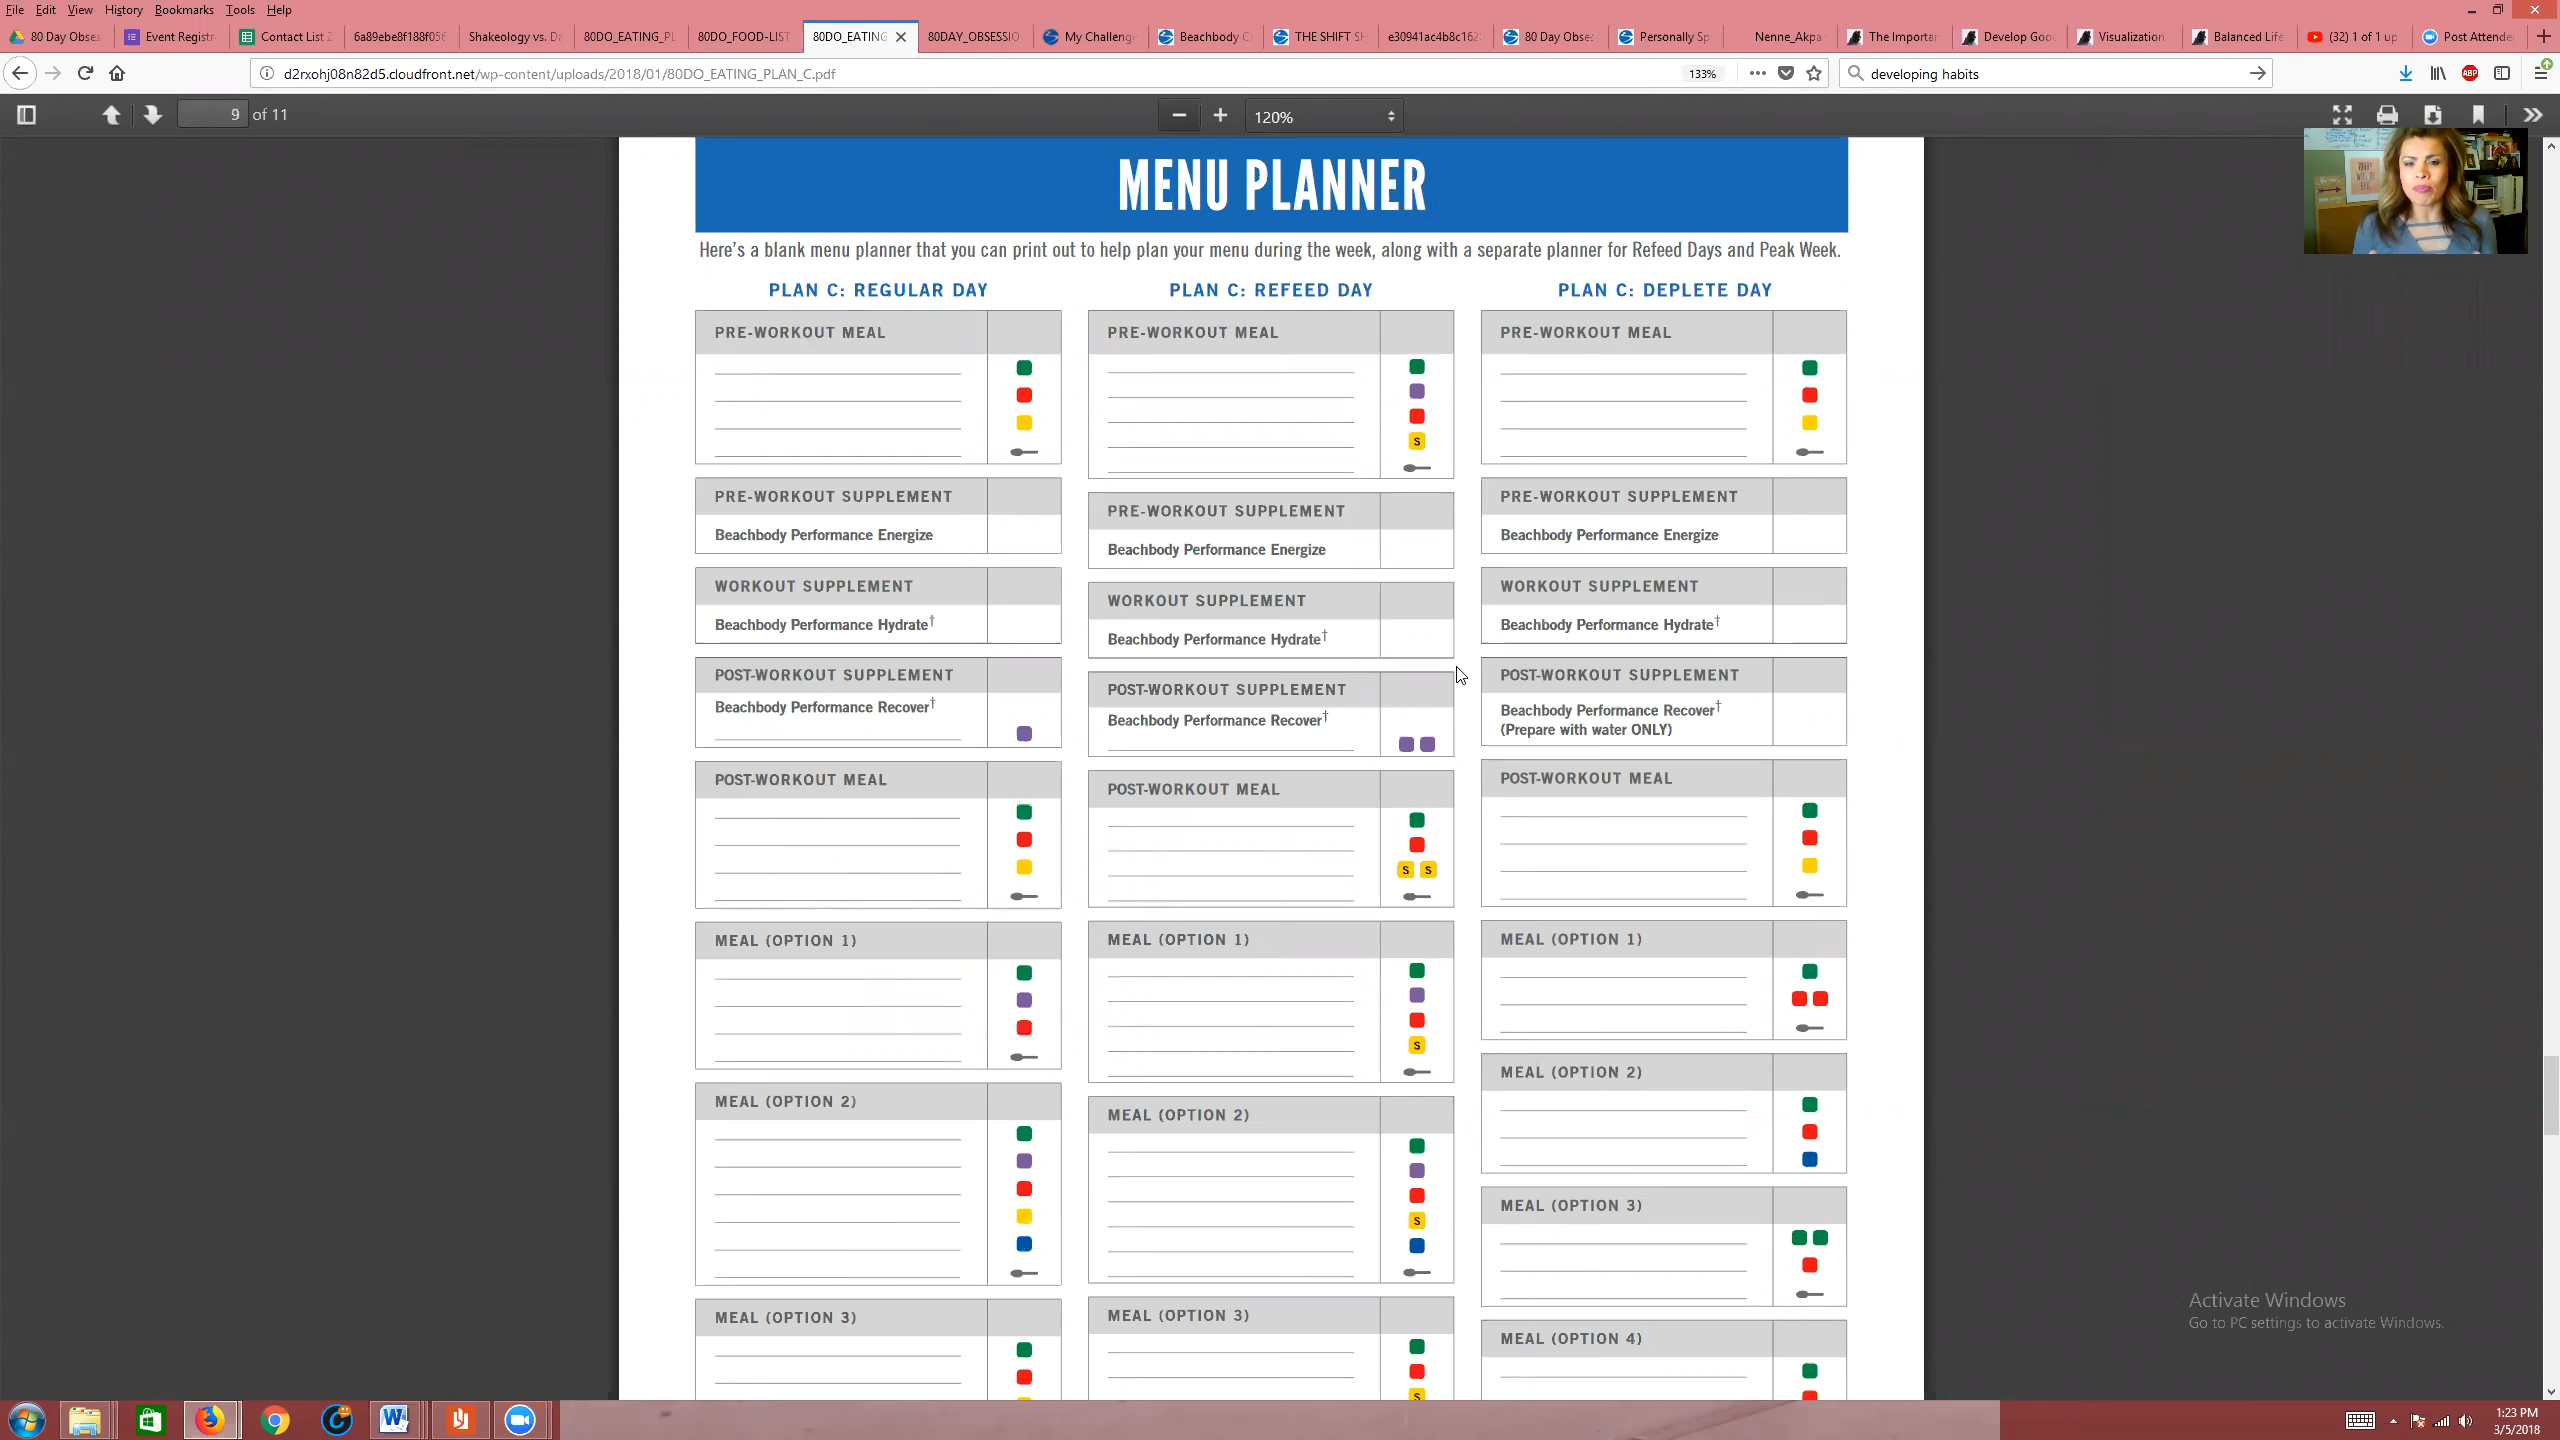 File Edit View History Bookmarks Tools Help
80 Day Obses Event Registr Contact List 2 6a89ebe8f188f056 Shakeology vs. Da 80DO_EATING_PL 80DO_FOOD-LIST 80DO_EATING 80DAY_OBSESSIO My Challenge Beachbody C THE SHIFT SH e30941ac4b8c162 80 Day Obse Personally Sp Nenne_Akpa The Importan Develop Goo Visualization Balanced Life (32) 1 of 1 up Post Attende
d2rxohj08n82d5.cloudfront.net/wp-content/uploads/2018/01/80DO_EATING_PLAN_C.pdf 133% developing habits ABP
9 of 11 120%
MENU PLANNER
Here's a blank menu planner that you can print out to help plan your menu during the week, along with a separate planner for Refeed Days and Peak Week.
PLAN C: REGULAR DAY
PRE-WORKOUT MEAL
PRE-WORKOUT SUPPLEMENT
Beachbody Performance Energize
WORKOUT SUPPLEMENT
Beachbody Performance Hydrate†
POST-WORKOUT SUPPLEMENT
Beachbody Performance Recover†
POST-WORKOUT MEAL
MEAL (OPTION 1)
MEAL (OPTION 2)
MEAL (OPTION 3)
PLAN C: REFEED DAY
PRE-WORKOUT MEAL
S
PRE-WORKOUT SUPPLEMENT
Beachbody Performance Energize
WORKOUT SUPPLEMENT
Beachbody Performance Hydrate†
POST-WORKOUT SUPPLEMENT
Beachbody Performance Recover†
POST-WORKOUT MEAL
S S
MEAL (OPTION 1)
S
MEAL (OPTION 2)
S
MEAL (OPTION 3)
S
PLAN C: DEPLETE DAY
PRE-WORKOUT MEAL
PRE-WORKOUT SUPPLEMENT
Beachbody Performance Energize
WORKOUT SUPPLEMENT
Beachbody Performance Hydrate†
POST-WORKOUT SUPPLEMENT
Beachbody Performance Recover†
(Prepare with water ONLY)
POST-WORKOUT MEAL
MEAL (OPTION 1)
MEAL (OPTION 2)
MEAL (OPTION 3)
MEAL (OPTION 4)
Activate Windows
Go to PC settings to activate Windows.
1:23 PM
3/5/2018